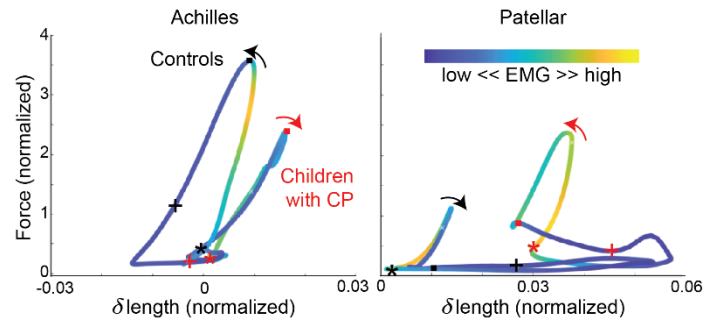 Achilles
Patellar
Force (normalized)
4
3
2
1
0
Controls
Children
with CP
low << EMG >> high
-0.03
0
0.03
0
0.03
0.06
δ length (normalized)
δ length (normalized)